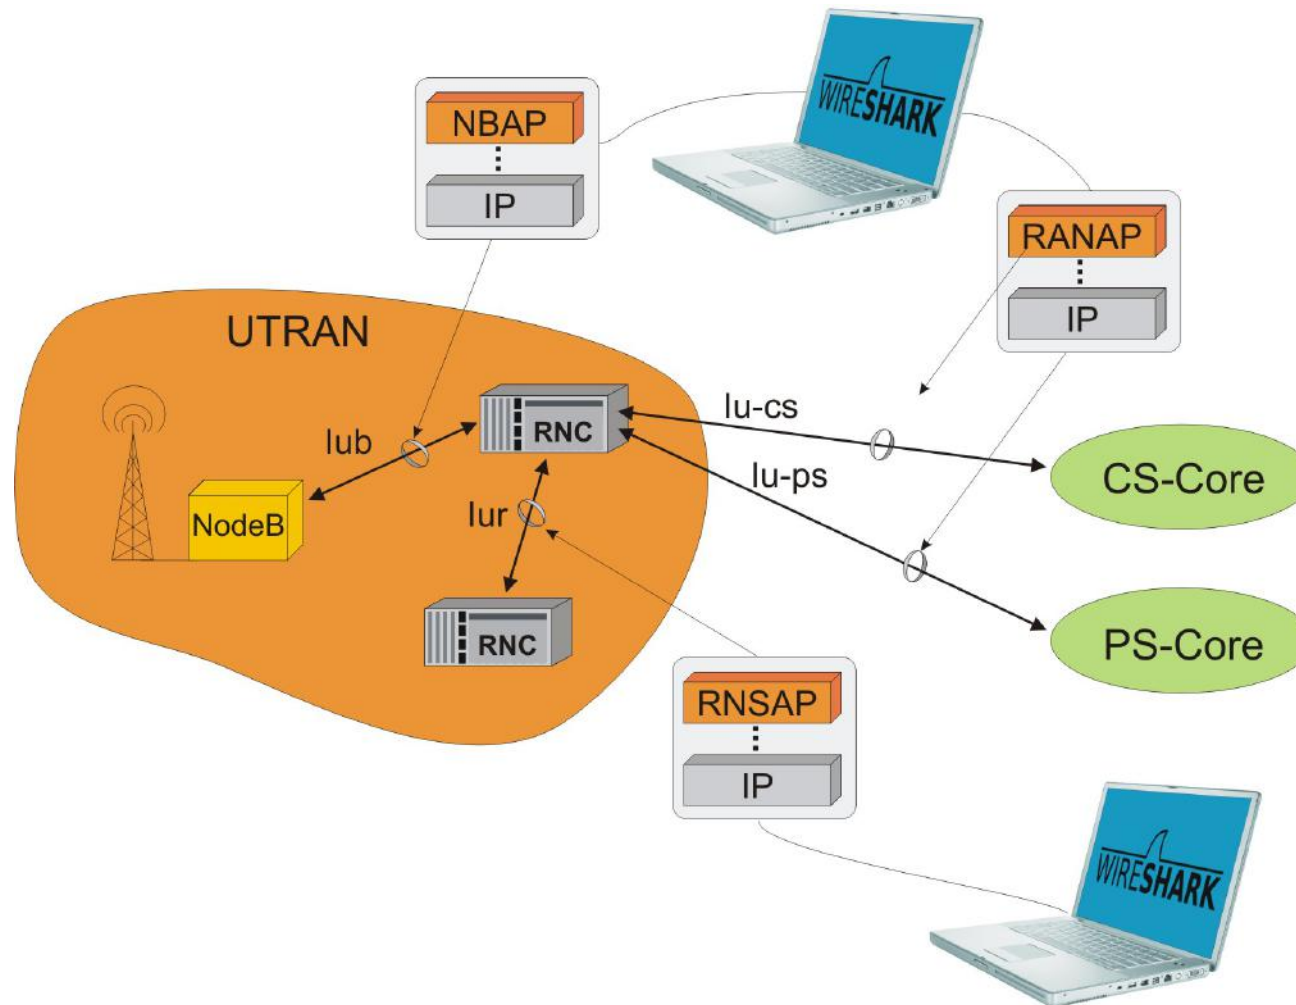 WIRESHARK
NBAP
IP
RANAP
IP
UTRAN
Iu-cs
RNC
Iub
Iu-ps
CS-Core
NodeB
Iur
RNC
PS-Core
RNSAP
IP
WIRESHARK